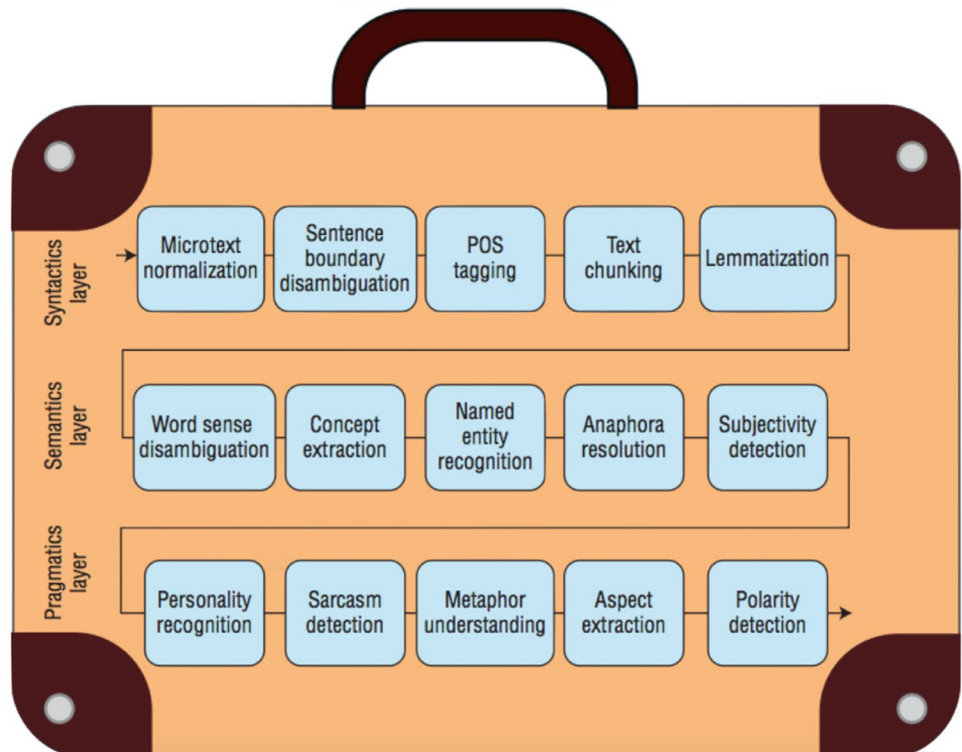 Syntactics
layer
Microtext
normalization
Sentence
boundary
disambiguation
POS
tagging
Text
chunking
Lemmatization
Semantics
layer
Word sense
disambiguation
Concept
extraction
Named
entity
recognition
Anaphora
resolution
Subjectivity
detection
Pragmatics
layer
Personality
recognition
Sarcasm
detection
Metaphor
understanding
Aspect
extraction
Polarity
detection